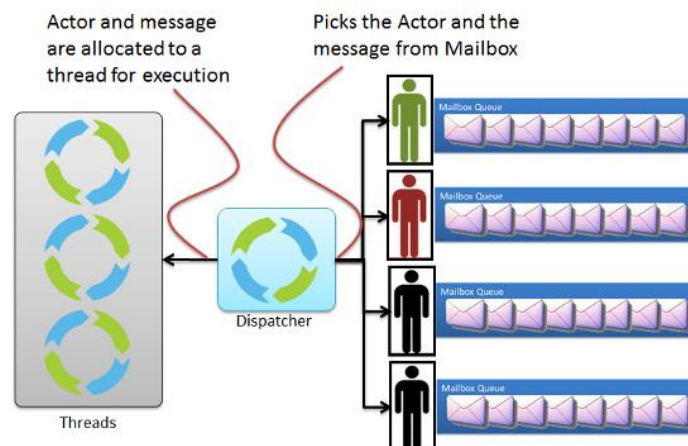 Actor and message
are allocated to a
thread for execution
Picks the Actor and the
message from Mailbox
Mailbox Queue
Mailbox Queue
Mailbox Queue
Mailbox Queue
Dispatcher
Threads